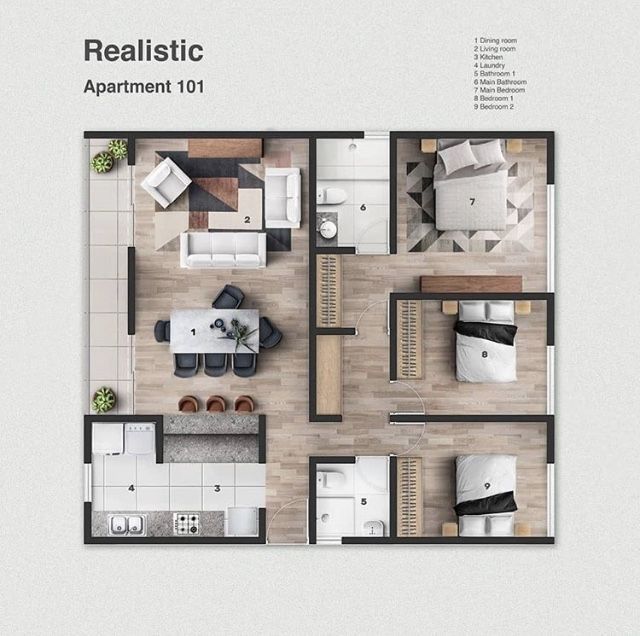 Realistic
Apartment 101
1 Dining room
2 Living room
3 Kitchen
4 Laundry
5 Bathroom 1
6 Main Bathroom
7 Main Bedroom
8 Bedroom 1
9 Bedroom 2
2
6
7
1
8
4
3
5
9